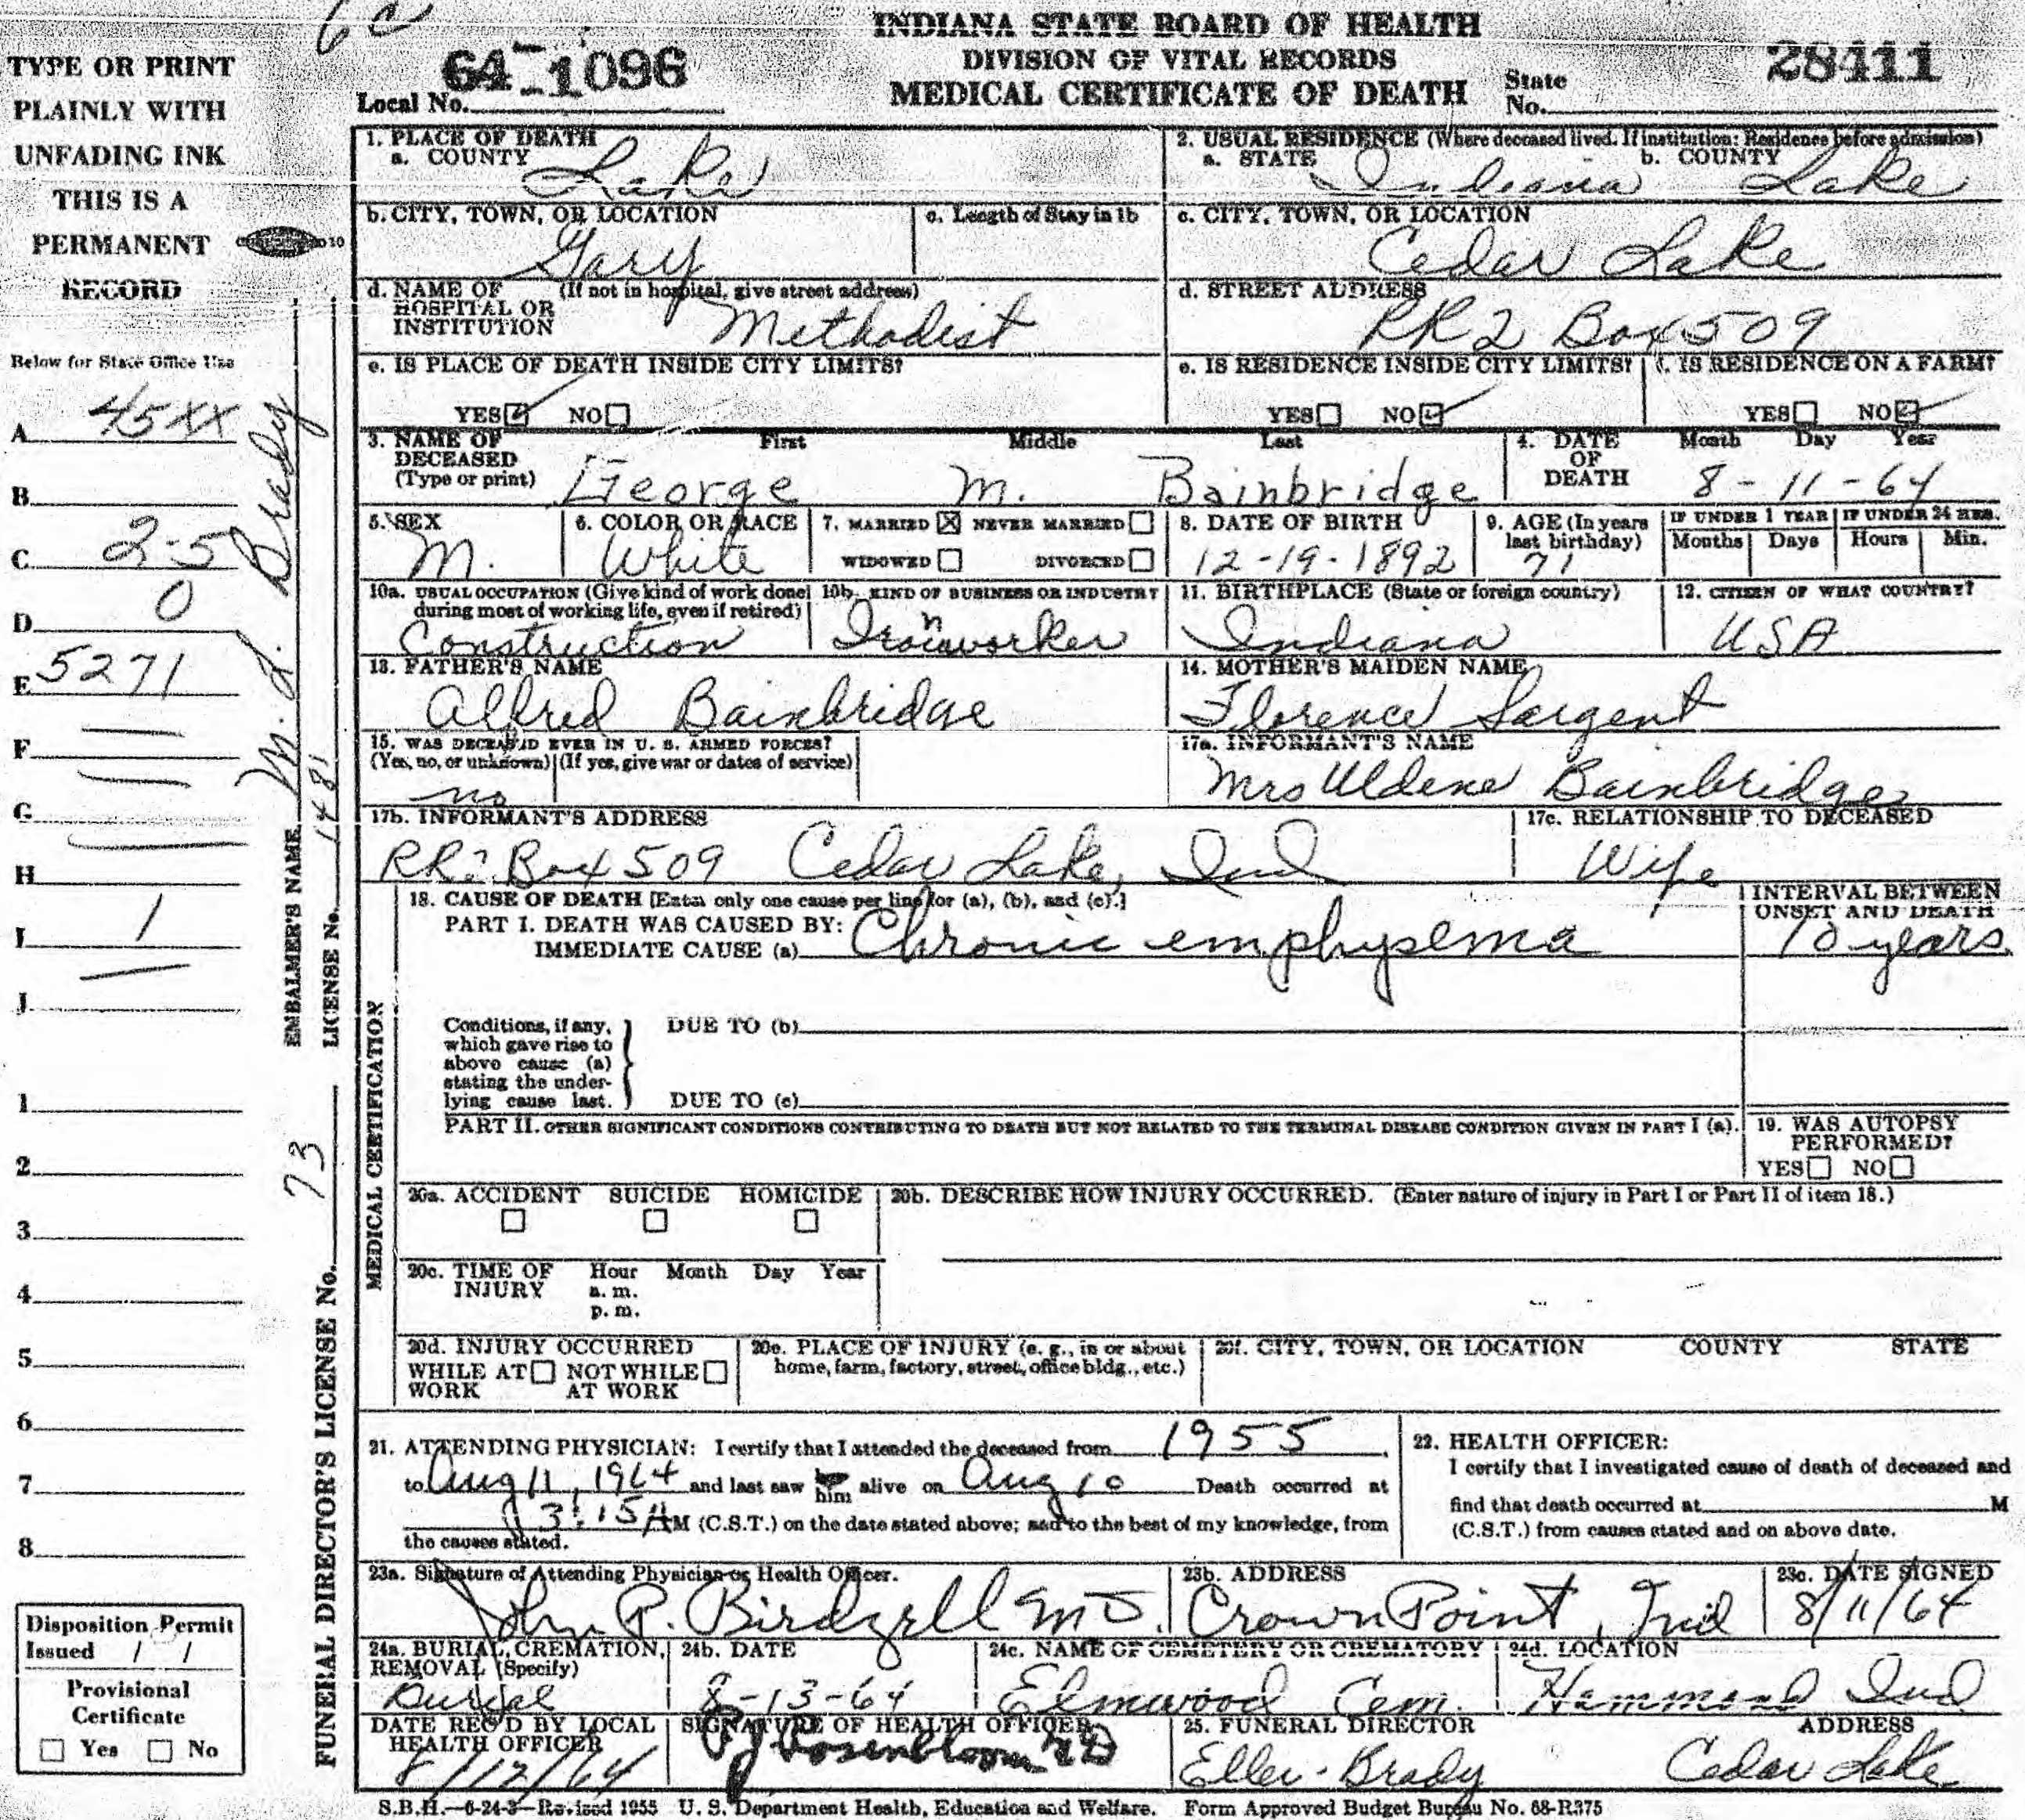 INDIANA STATE BOARD OF HEALTH
DIVISION OF VITAL RECORDS
MEDICAL CERTIFICATE OF DEATH
Local No. 64-1096
State No. 28411
TYPE OR PRINT
PLAINLY WITH
UNFADING INK
THIS IS A
PERMANENT
RECORD
Below for State Office Use
A 45XX
B
C 2-5
D 0
E 5271
F
G
H
I 1
J
1
2
3
4
5
6
7
8
Disposition Permit
Issued / /
Provisional
Certificate
Yes No
EMBALMER'S NAME M. L. Brady
LICENSE No. 1481
FUNERAL DIRECTOR'S LICENSE No. 73
1. PLACE OF DEATH
a. COUNTY Lake
2. USUAL RESIDENCE (Where deceased lived. If institution: Residence before admission)
a. STATE Indiana b. COUNTY Lake
b. CITY, TOWN, OR LOCATION Gary
c. Length of Stay in 1b
c. CITY, TOWN, OR LOCATION Cedar Lake
d. NAME OF (If not in hospital, give street address)
HOSPITAL OR
INSTITUTION Methodist
d. STREET ADDRESS
RR2 Box 509
e. IS PLACE OF DEATH INSIDE CITY LIMITS?
YES NO
e. IS RESIDENCE INSIDE CITY LIMITS?
YES NO
f. IS RESIDENCE ON A FARM?
YES NO
3. NAME OF DECEASED (Type or print)
First Middle Last
George M. Bainbridge
4. DATE OF DEATH Month Day Year
8-11-64
5. SEX
M.
6. COLOR OR RACE
White
7. MARRIED NEVER MARRIED
WIDOWED DIVORCED
8. DATE OF BIRTH
12-19-1892
9. AGE (In years last birthday)
71
IF UNDER 1 YEAR
Months Days
IF UNDER 24 HRS.
Hours Min.
10a. USUAL OCCUPATION (Give kind of work done during most of working life, even if retired)
Construction
10b. KIND OF BUSINESS OR INDUSTRY
Ironworker
11. BIRTHPLACE (State or foreign country)
Indiana
12. CITIZEN OF WHAT COUNTRY?
USA
13. FATHER'S NAME
Alfred Bainbridge
14. MOTHER'S MAIDEN NAME
Florence Sargent
15. WAS DECEASED EVER IN U. S. ARMED FORCES?
(Yes, no, or unknown) (If yes, give war or dates of service)
no
17a. INFORMANT'S NAME
Mrs Uldene Bainbridge
17b. INFORMANT'S ADDRESS
RR2 Box 509 Cedar Lake, Ind
17c. RELATIONSHIP TO DECEASED
Wife
MEDICAL CERTIFICATION
18. CAUSE OF DEATH [Enter only one cause per line for (a), (b), and (c).]
PART I. DEATH WAS CAUSED BY:
IMMEDIATE CAUSE (a) Chronic emphysema
INTERVAL BETWEEN
ONSET AND DEATH
10 years
Conditions, if any,
which gave rise to
above cause (a)
stating the under-
lying cause last.
DUE TO (b)
DUE TO (c)
PART II. OTHER SIGNIFICANT CONDITIONS CONTRIBUTING TO DEATH BUT NOT RELATED TO THE TERMINAL DISEASE CONDITION GIVEN IN PART I (a).
19. WAS AUTOPSY
PERFORMED?
YES NO
20a. ACCIDENT SUICIDE HOMICIDE
20b. DESCRIBE HOW INJURY OCCURRED. (Enter nature of injury in Part I or Part II of item 18.)
20c. TIME OF INJURY Hour Month Day Year
a. m.
p. m.
20d. INJURY OCCURRED
WHILE AT WORK NOT WHILE AT WORK
20e. PLACE OF INJURY (e. g., in or about
home, farm, factory, street, office bldg., etc.)
20f. CITY, TOWN, OR LOCATION COUNTY STATE
21. ATTENDING PHYSICIAN: I certify that I attended the deceased from 1955
to Aug 11, 1964 and last saw him alive on Aug 10 Death occurred at
3:15 A M (C.S.T.) on the date stated above; and to the best of my knowledge, from
the causes stated.
22. HEALTH OFFICER:
I certify that I investigated cause of death of deceased and
find that death occurred at M
(C.S.T.) from causes stated and on above date.
23a. Signature of Attending Physician or Health Officer.
John P. Birdzell MD.
23b. ADDRESS
Crown Point, Ind
23c. DATE SIGNED
8/11/64
24a. BURIAL, CREMATION,
REMOVAL (Specify)
Burial
24b. DATE
8-13-64
24c. NAME OF CEMETERY OR CREMATORY
Elmwood Cem.
24d. LOCATION
Hammond Ind
DATE REC'D BY LOCAL
HEALTH OFFICER
8/12/64
SIGNATURE OF HEALTH OFFICER
PJ Rosenbloom MD
25. FUNERAL DIRECTOR ADDRESS
Eller-Brady Cedar Lake
S.B.H.—6-24-3—Revised 1955 U. S. Department Health, Education and Welfare. Form Approved Budget Bureau No. 68-R375